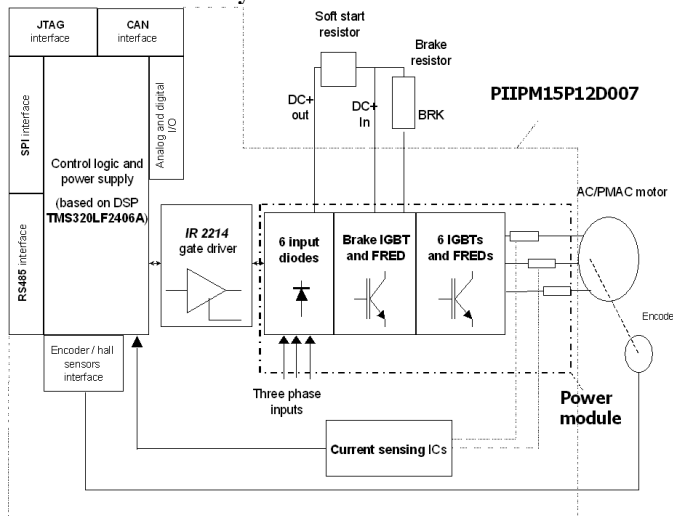 Soft start
resistor
JTAG
interface
CAN
interface
Brake
resistor
PIIPM15P12D007
DC+
out
DC+
In
BRK
SPI interface
Analog and digital
I/O
Control logic and
power supply
(based on DSP
TMS320LF2406A)
AC/PMAC motor
RS485 interface
IR 2214
gate driver
6 input
diodes
Brake IGBT
and FRED
6 IGBTs
and FREDs
Encode
Encoder / hall
sensors
interface
Three phase
inputs
Power
module
Current sensing ICs